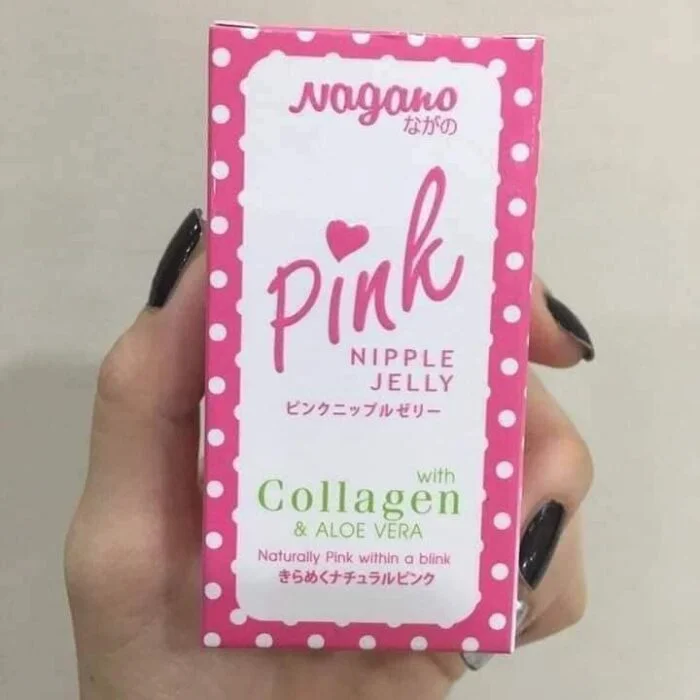 Nagano
ながの
Pink
NIPPLE
JELLY
ピンクニップルゼリー
with
Collagen
& ALOE VERA
Naturally Pink within a blink
きらめくナチュラルピンク